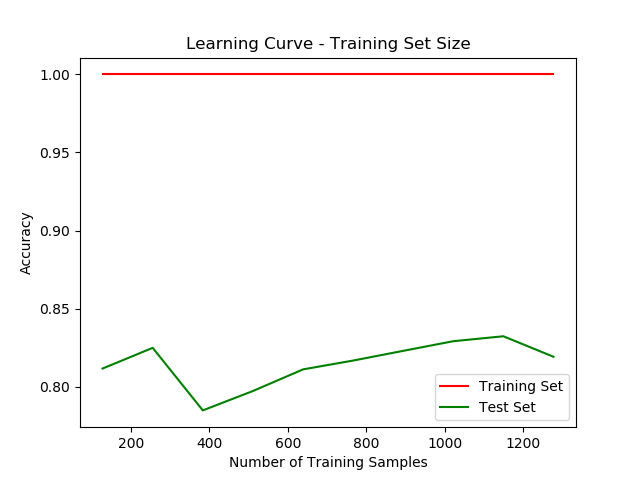 Learning Curve - Training Set Size
1.00
0.95
0.90
0.85
0.80
Accuracy
Training Set
Test Set
200
400
600
800
1000
1200
Number of Training Samples